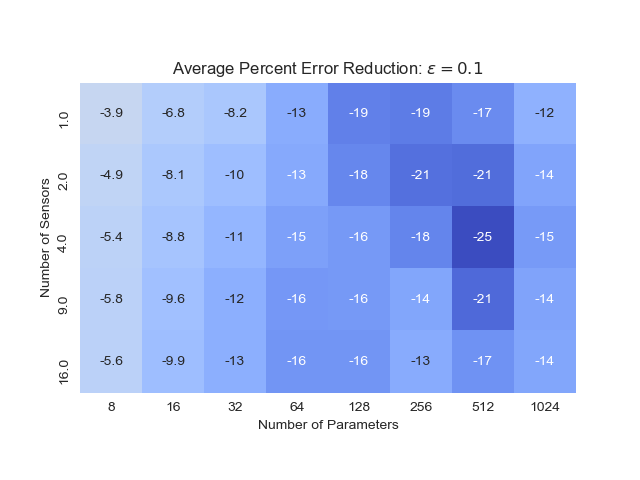 Average Percent Error Reduction: ε = 0.1
Number of Sensors
1.0 -3.9 -6.8 -8.2 -13 -19 -19 -17 -12
2.0 -4.9 -8.1 -10 -13 -18 -21 -21 -14
4.0 -5.4 -8.8 -11 -15 -16 -18 -25 -15
9.0 -5.8 -9.6 -12 -16 -16 -14 -21 -14
16.0 -5.6 -9.9 -13 -16 -16 -13 -17 -14
8 16 32 64 128 256 512 1024
Number of Parameters